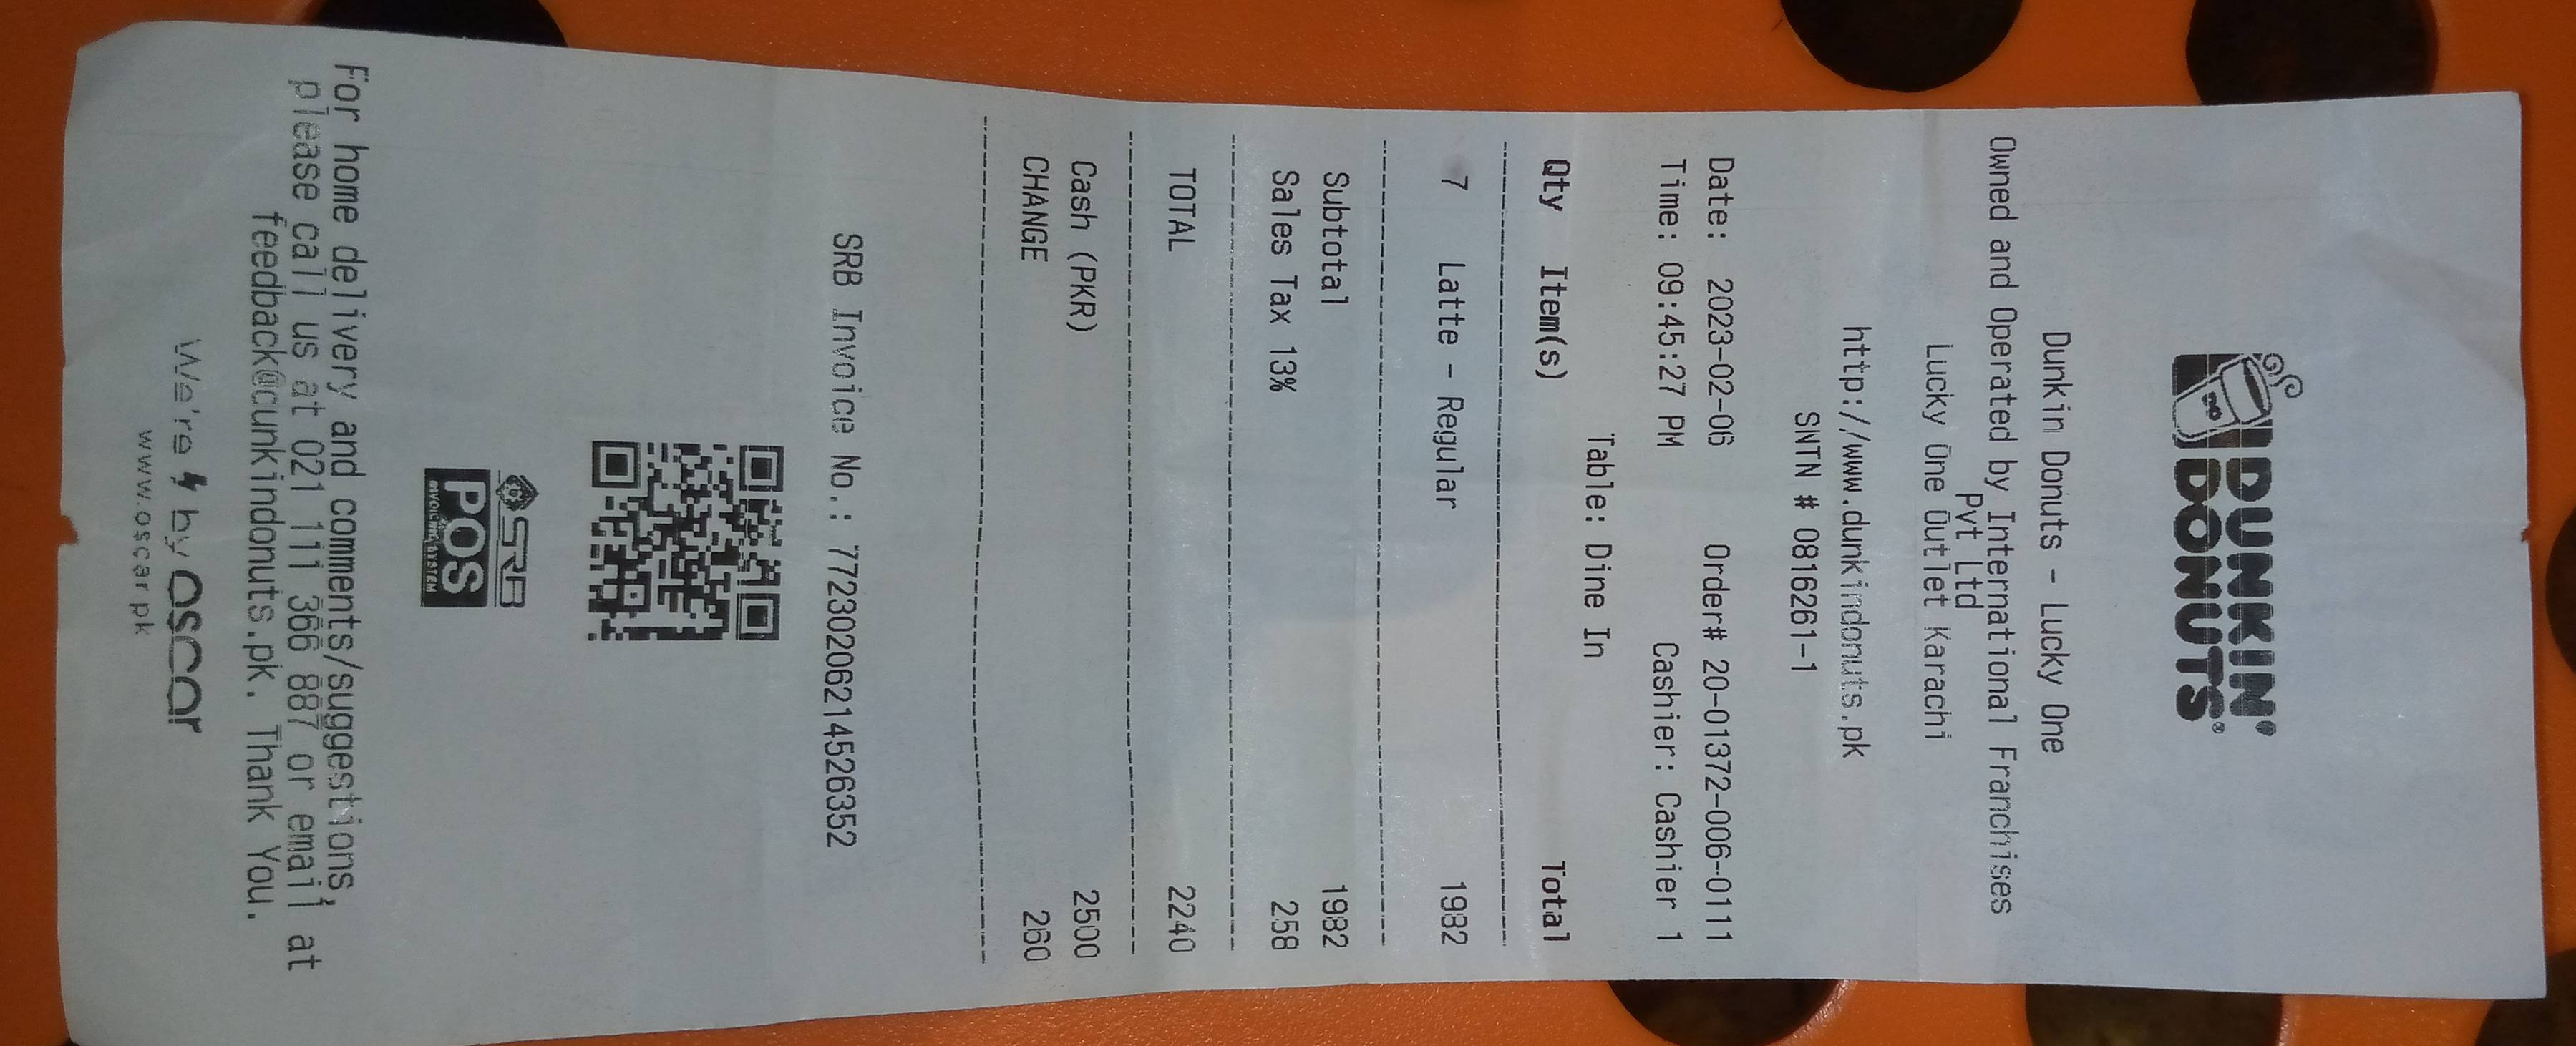 DUNKIN'
DONUTS®
Dunkin Donuts - Lucky One
Owned and Operated by International Franchises
Pvt Ltd
Lucky One Outlet Karachi
http://www.dunkindonuts.pk
SNTN # 0816261-1
Date: 2023-02-06 Order# 20-01372-006-0111
Time: 09:45:27 PM Cashier: Cashier 1
Table: Dine In
Qty Item(s) Total
7 Latte - Regular 1982
Subtotal 1982
Sales Tax 13% 258
TOTAL 2240
Cash (PKR) 2500
CHANGE 260
SRB Invoice No.: 7723020621452635​2
SRB
POS
INVOICING SYSTEM
For home delivery and comments/suggestions,
please call us at 021 111 366 887 or email at
feedback@dunkindonuts.pk. Thank You.
We're by oscar
www.oscar.pk